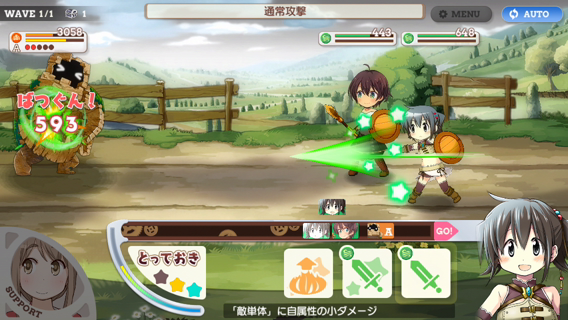 WAVE 1/1
1
通常攻撃
MENU
AUTO
3058
A
443
640
ばつぐん!
593
A
GO!
とっておき
SUPPORT
「敵単体」に自属性の小ダメージ